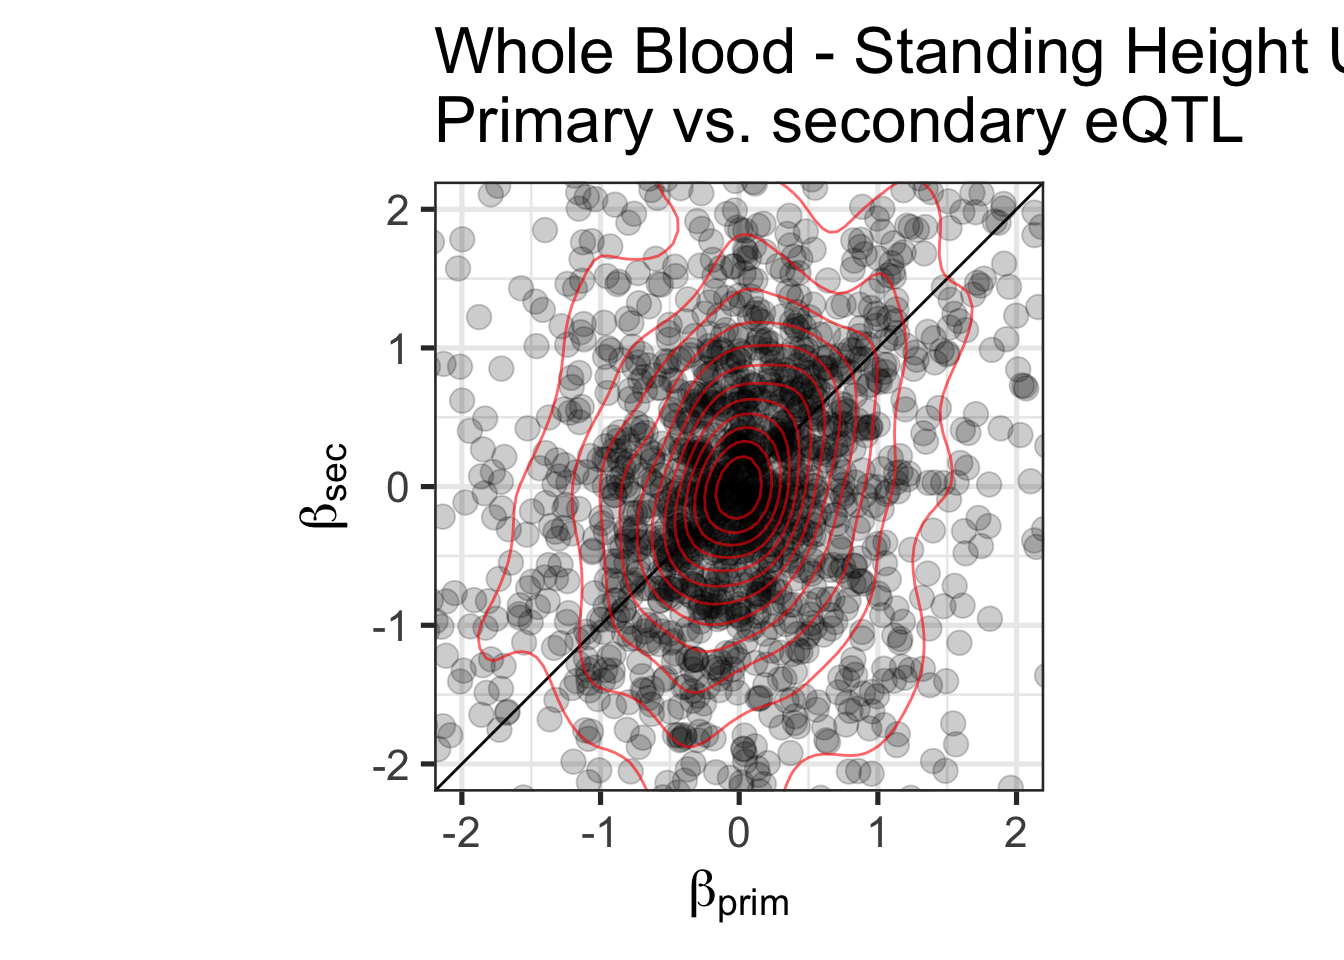 Whole Blood - Standing Height U
Primary vs. secondary eQTL
2
1
0
-1
-2
βsec
-2 -1 0 1 2
βprim